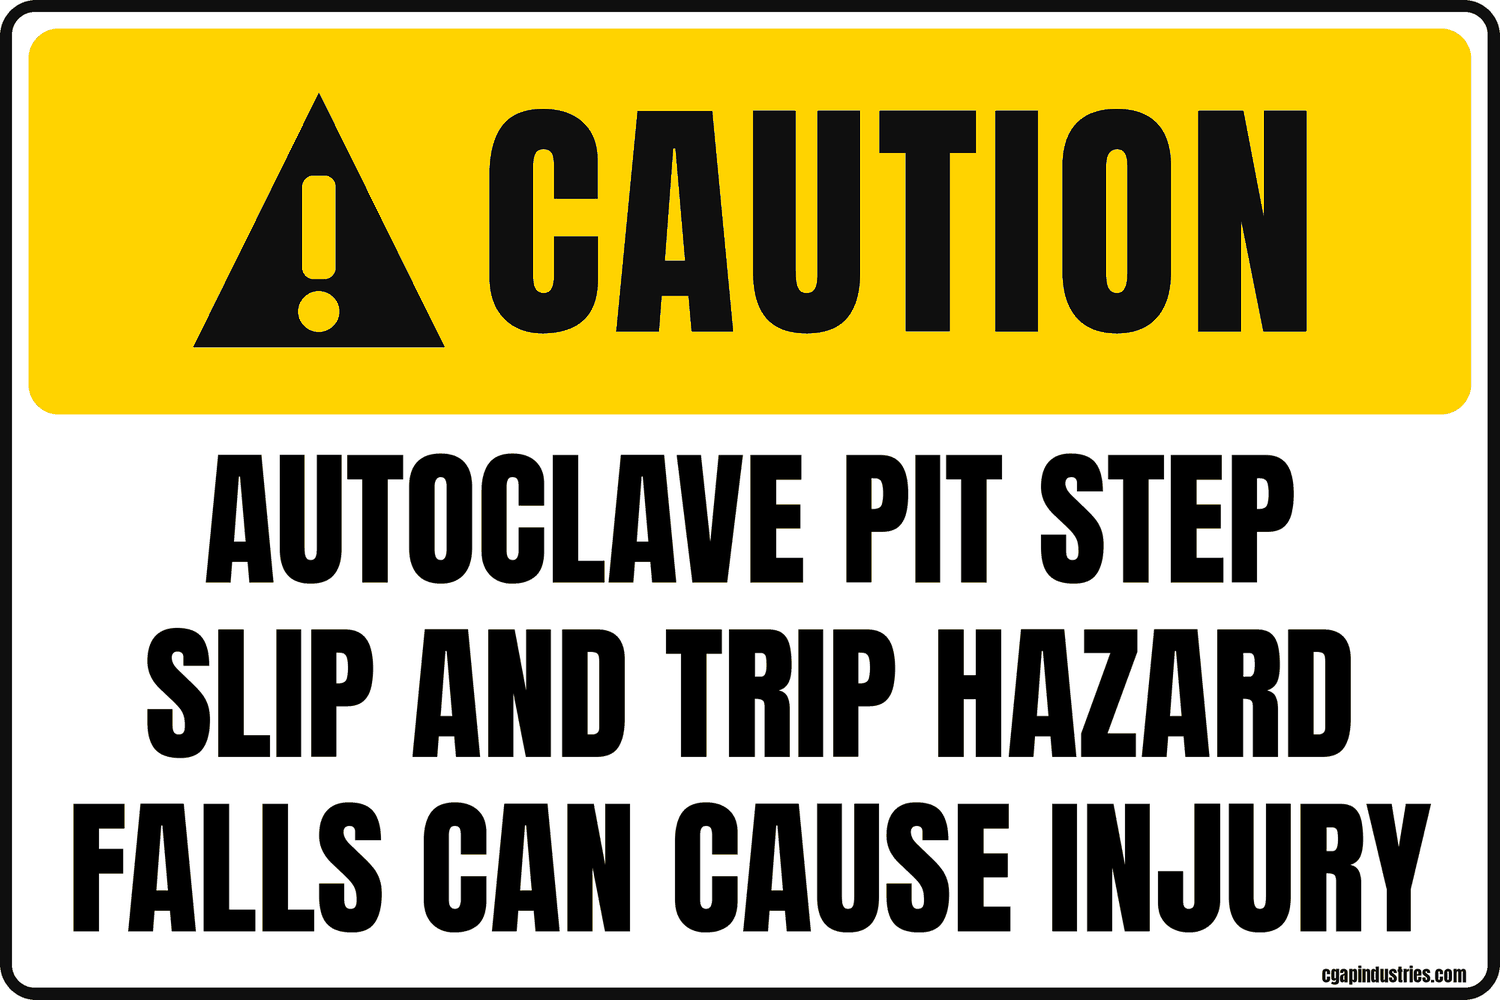 CAUTION
AUTOCLAVE PIT STEP
SLIP AND TRIP HAZARD
FALLS CAN CAUSE INJURY
cgapindustries.com